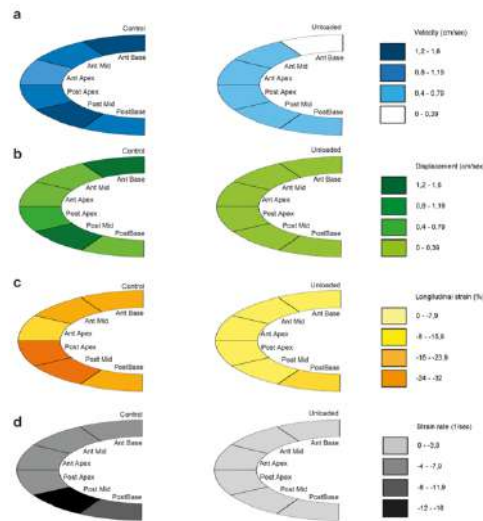 a
Control
Unloaded
Velocity (cm/sec)
Ant Base
Ant Base
1,2 - 1,6
Ant Mid
Ant Mid
0,8 - 1,19
Ant Apex
Ant Apex
Post Apex
Post Apex
0,4 - 0,79
Post Mid
Post Mid
0 - 0,39
PostBase
PostBase
b
Control
Unloaded
Displacement (cm/sec)
Ant Base
Ant Base
1,2 - 1,6
Ant Mid
Ant Mid
0,8 - 1,19
Ant Apex
Ant Apex
Post Apex
Post Apex
0,4 - 0,79
Post Mid
Post Mid
0 - 0,39
PostBase
PostBase
c
Control
Unloaded
Longitudinal strain (%)
Ant Base
Ant Base
0 - -7,9
Ant Mid
Ant Mid
-8 - -15,9
Ant Apex
Ant Apex
Post Apex
Post Apex
-16 - -23,9
Post Mid
Post Mid
-24 - -32
PostBase
PostBase
d
Control
Unloaded
Strain rate (1/sec)
Ant Base
Ant Base
0 - -3,9
Ant Mid
Ant Mid
-4 - -7,9
Ant Apex
Ant Apex
Post Apex
Post Apex
-8 - -11,9
Post Mid
Post Mid
-12 - -16
PostBase
PostBase